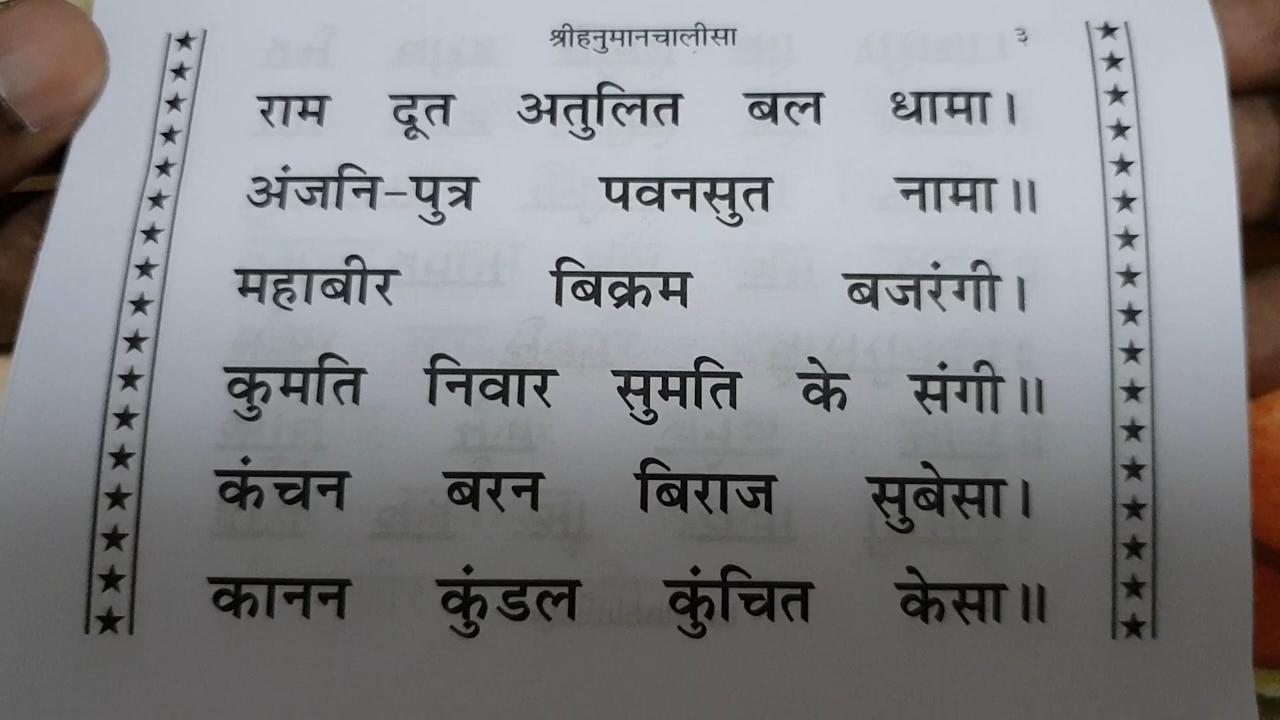 श्रीहनुमानचालीसा ३
राम दूत अतुलित बल धामा।
अंजनि-पुत्र पवनसुत नामा॥
महाबीर बिक्रम बजरंगी।
कुमति निवार सुमति के संगी॥
कंचन बरन बिराज सुबेसा।
कानन कुंडल कुंचित केसा॥